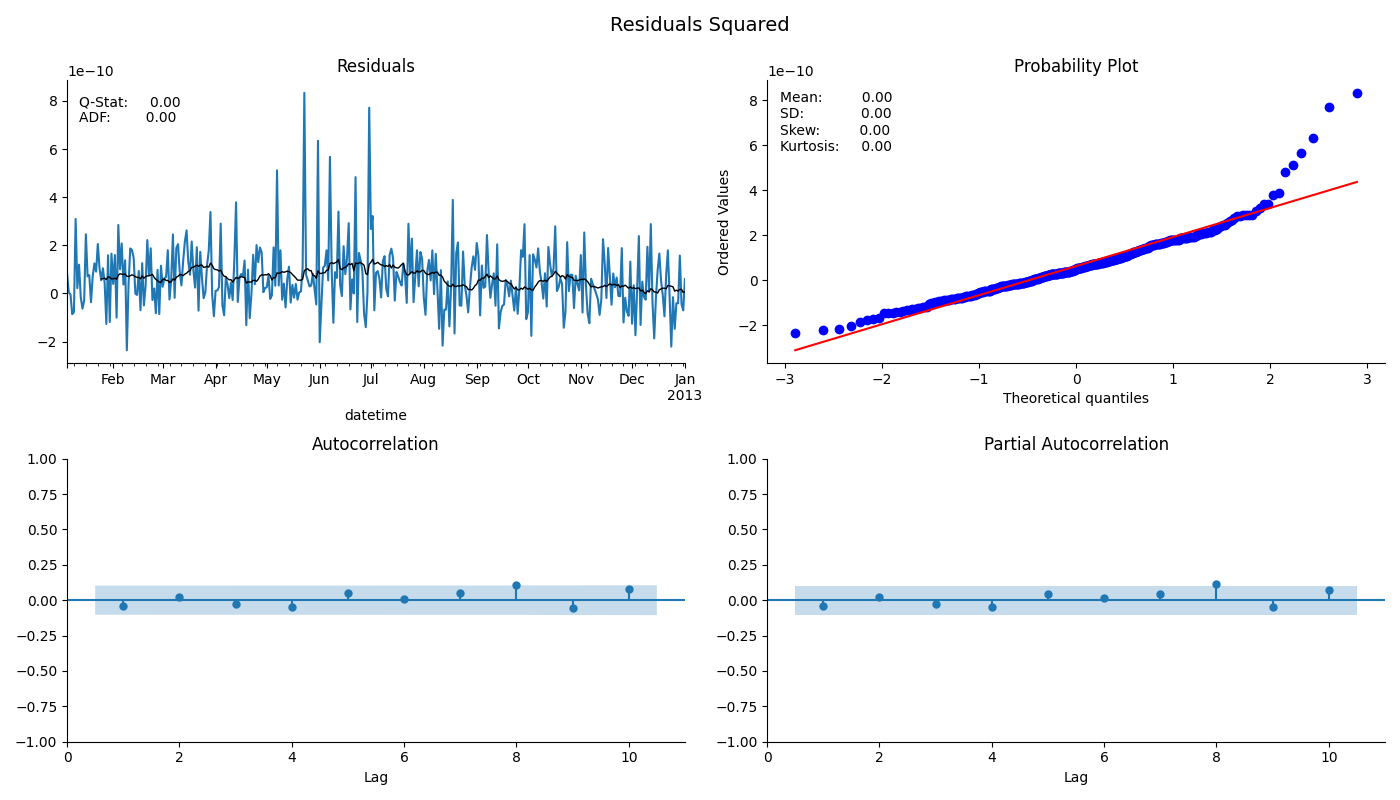 Residuals Squared
Residuals
1e−10
Q-Stat: 0.00
ADF: 0.00
8
6
4
2
0
−2
Feb Mar Apr May Jun Jul Aug Sep Oct Nov Dec Jan
2013
datetime
Probability Plot
1e−10
Mean: 0.00
SD: 0.00
Skew: 0.00
Kurtosis: 0.00
Ordered Values
8
6
4
2
0
−2
−3 −2 −1 0 1 2 3
Theoretical quantiles
Autocorrelation
1.00
0.75
0.50
0.25
0.00
−0.25
−0.50
−0.75
−1.00
0 2 4 6 8 10
Lag
Partial Autocorrelation
1.00
0.75
0.50
0.25
0.00
−0.25
−0.50
−0.75
−1.00
0 2 4 6 8 10
Lag